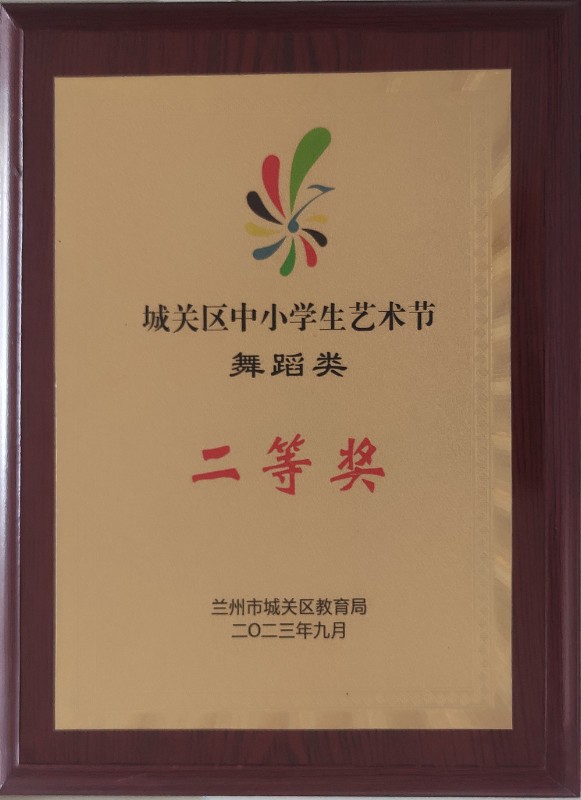 城关区中小学生艺术节
舞蹈类
二等奖
兰州市城关区教育局
二〇二三年九月